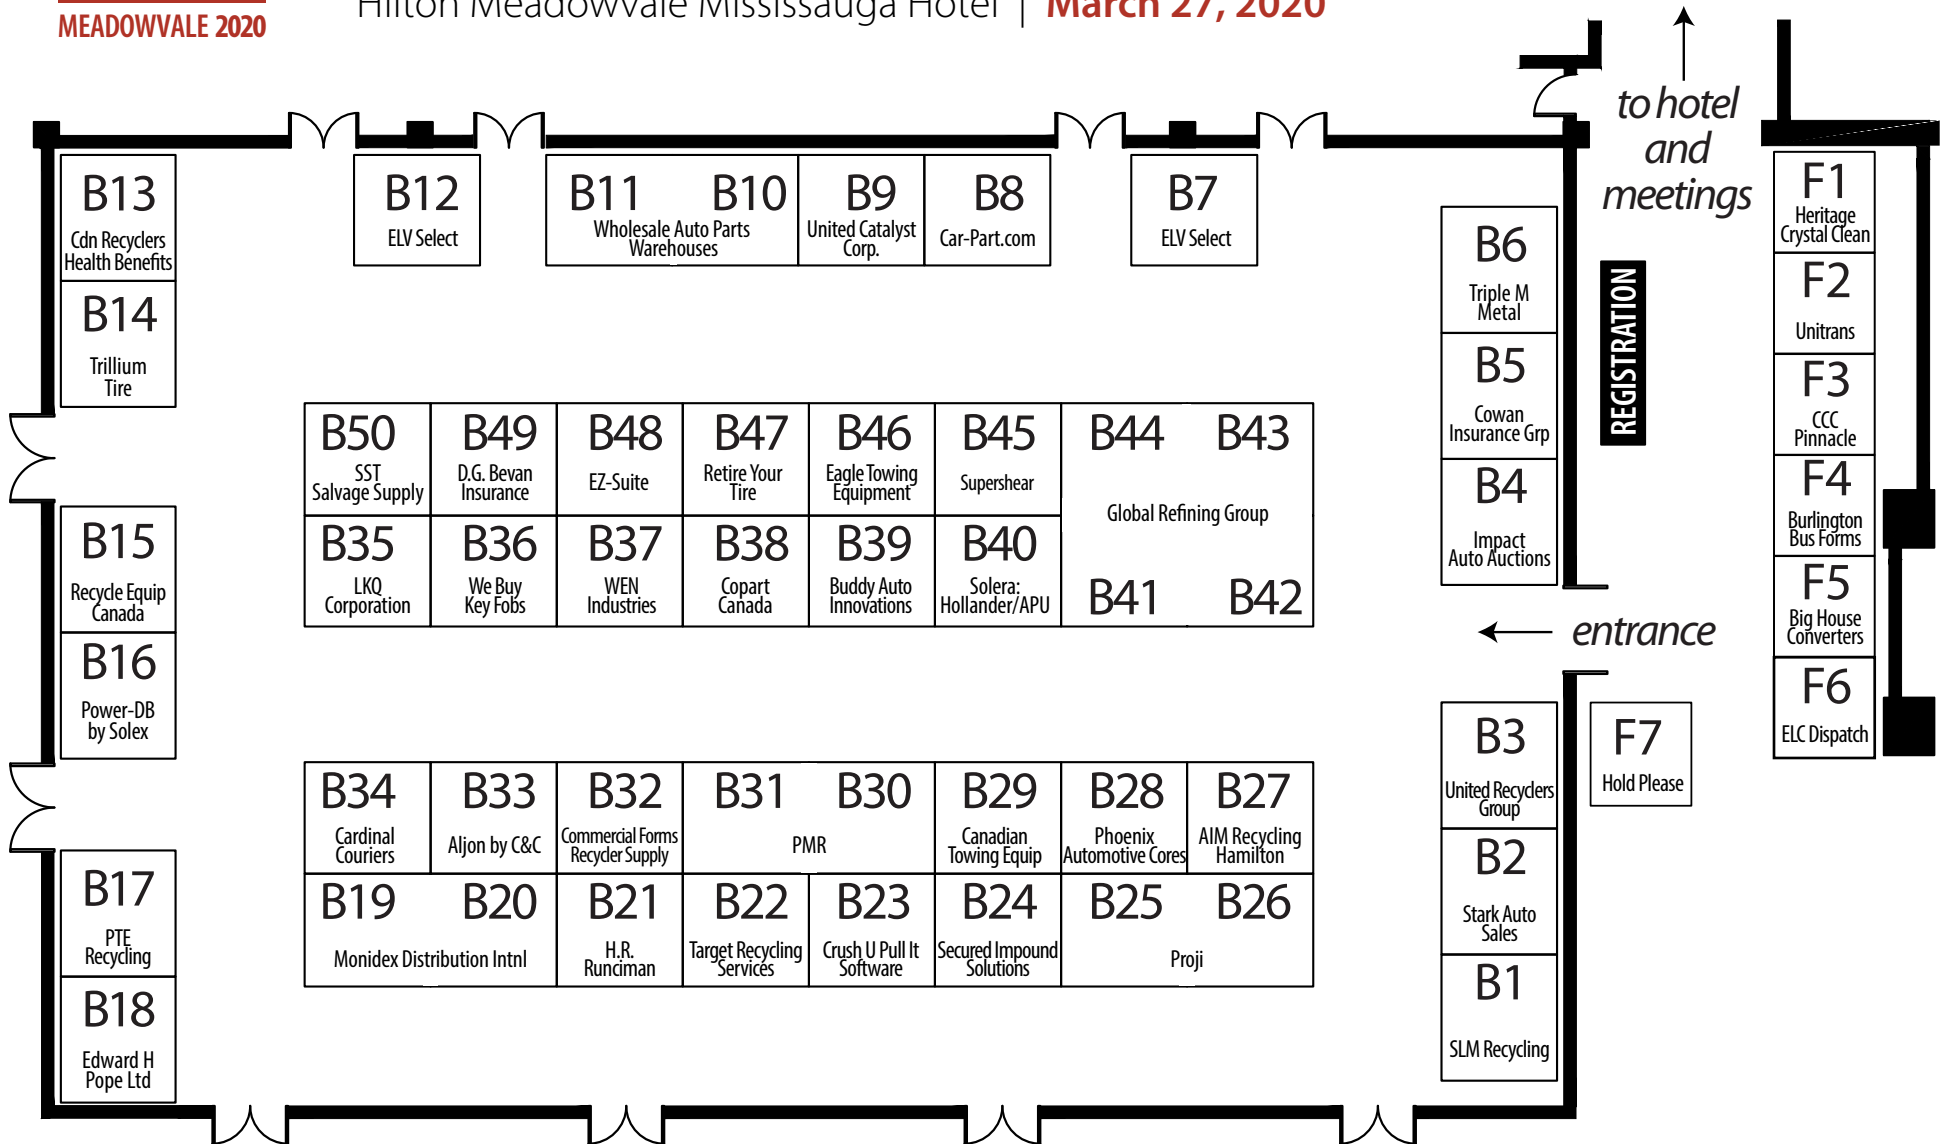 Hilton Meadowvale Mississauga Hotel | March 27, 2020
MEADOWVALE 2020
to hotel
and
meetings
B13
Cdn Recyclers
Health Benefits
B12
ELV Select
B11 B10
Wholesale Auto Parts
Warehouses
B9
United Catalyst
Corp.
B8
Car-Part.com
B7
ELV Select
B6
Triple M
Metal
REGISTRATION
F1
Heritage
Crystal Clean
F2
Unitrans
B14
Trillium
Tire
B5
Cowan
Insurance Grp
F3
CCC
Pinnacle
B50
SST
Salvage Supply
B49
D.G. Bevan
Insurance
B48
EZ-Suite
B47
Retire Your
Tire
B46
Eagle Towing
Equipment
B45
Supershear
B44 B43
Global Refining Group
B41 B42
B4
Impact
Auto Auctions
F4
Burlington
Bus Forms
B15
Recycle Equip
Canada
B35
LKQ
Corporation
B36
We Buy
Key Fobs
B37
WEN
Industries
B38
Copart
Canada
B39
Buddy Auto
Innovations
B40
Solera:
Hollander/APU
F5
Big House
Converters
entrance
B16
Power-DB
by Solex
F6
ELC Dispatch
B3
United Recyclers
Group
F7
Hold Please
B34
Cardinal
Couriers
B33
Aljon by C&C
B32
Commercial Forms
Recycler Supply
B31 B30
PMR
B29
Canadian
Towing Equip
B28
Phoenix
Automotive Cores
B27
AIM Recycling
Hamilton
B2
Stark Auto
Sales
B17
PTE
Recycling
B19 B20
Monidex Distribution Intnl
B21
H.R.
Runciman
B22
Target Recycling
Services
B23
Crush U Pull It
Software
B24
Secured Impound
Solutions
B25 B26
Proji
B1
SLM Recycling
B18
Edward H
Pope Ltd